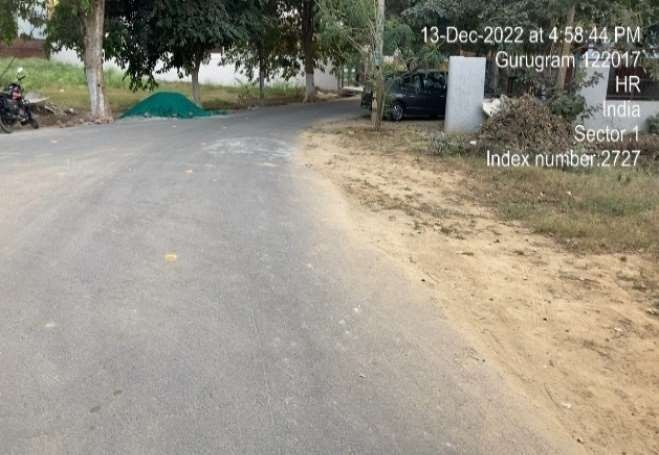 13-Dec-2022 at 4:58:44 PM
Gurugram 122017
HR
India
Sector 1
Index number:2727